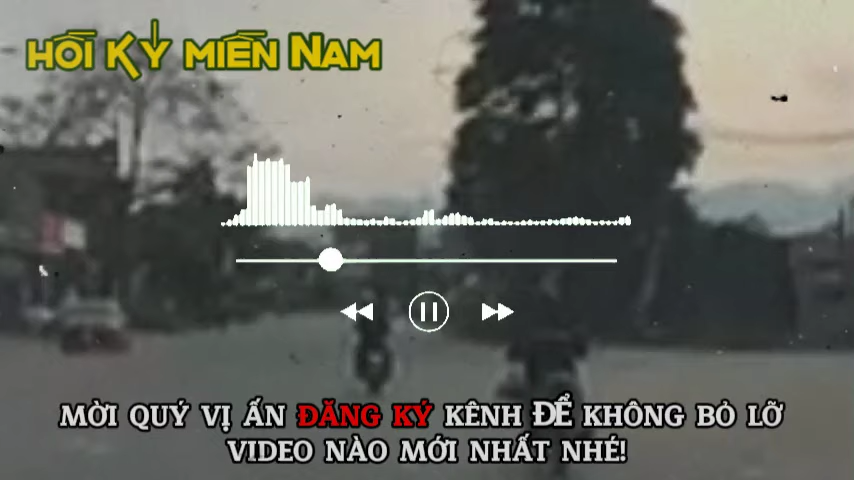 HỒI KÝ MIỀN NAM
MỜI QUÝ VỊ ẤN ĐĂNG KÝ KÊNH ĐỂ KHÔNG BỎ LỠ
VIDEO NÀO MỚI NHẤT NHÉ!